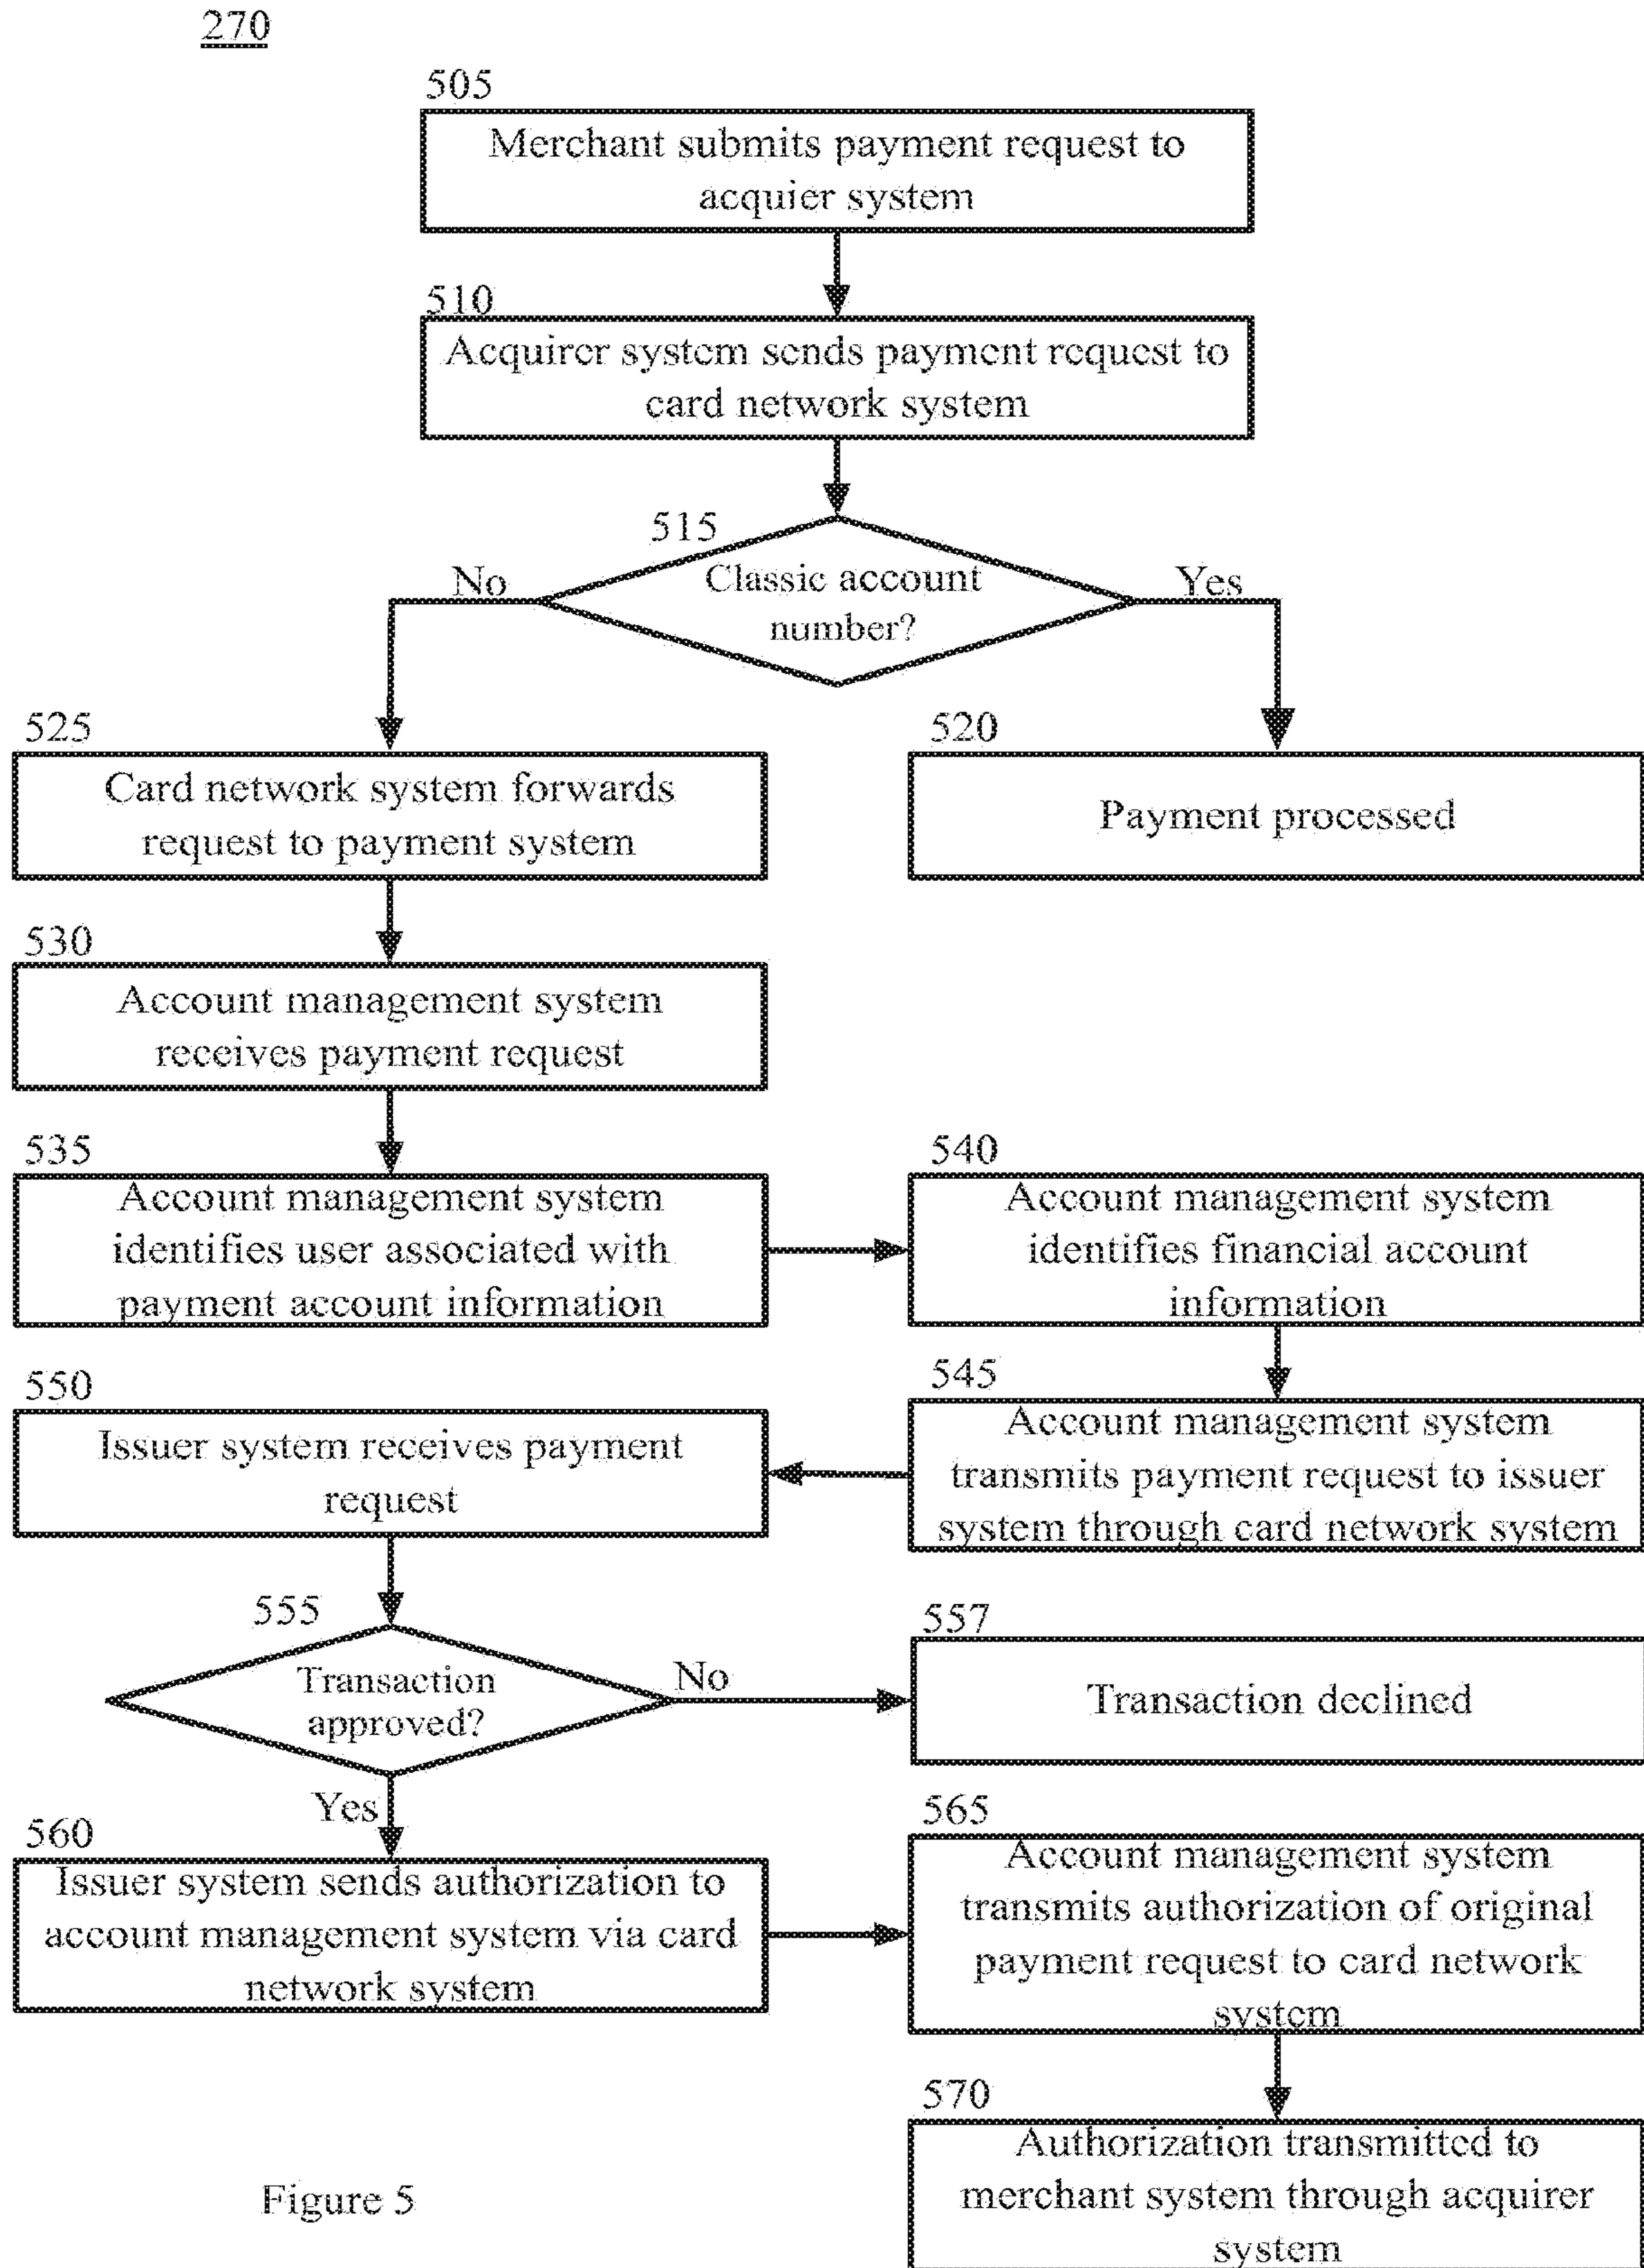 270
505
Merchant submits payment request to
acquier system
510
Acquirer system sends payment request to
card network system
515
Classic account
number?
No
Yes
525
Card network system forwards
request to payment system
520
Payment processed
530
Account management system
receives payment request
535
Account management system
identifies user associated with
payment account information
540
Account management system
identifies financial account
information
550
Issuer system receives payment
request
545
Account management system
transmits payment request to issuer
system through card network system
555
Transaction
approved?
No
Yes
557
Transaction declined
560
Issuer system sends authorization to
account management system via card
network system
565
Account management system
transmits authorization of original
payment request to card network
system
570
Authorization transmitted to
merchant system through acquirer
system
Figure 5